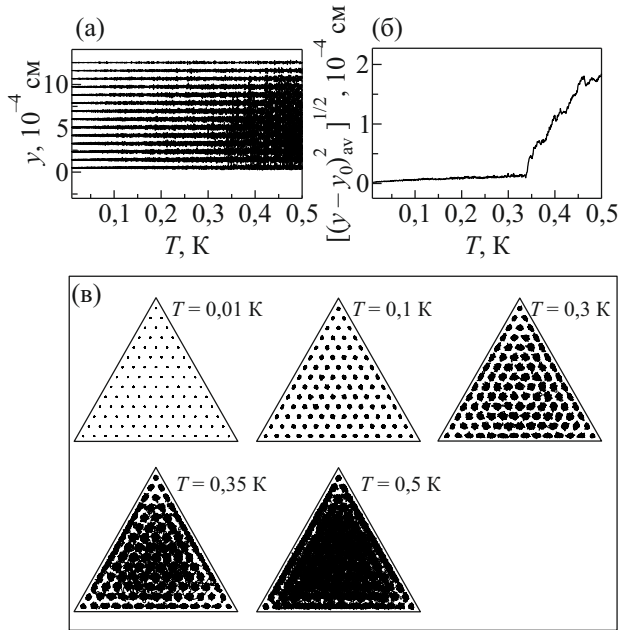 (а)
(б)
y, 10⁻⁴ см
10
5
0
0,1 0,2 0,3 0,4 0,5
T, К
[(y – y₀)²ₐᵥ]^1/2, 10⁻⁴ см
2
1
0
0,1 0,2 0,3 0,4 0,5
T, К
(в)
T = 0,01 К
T = 0,1 К
T = 0,3 К
T = 0,35 К
T = 0,5 К